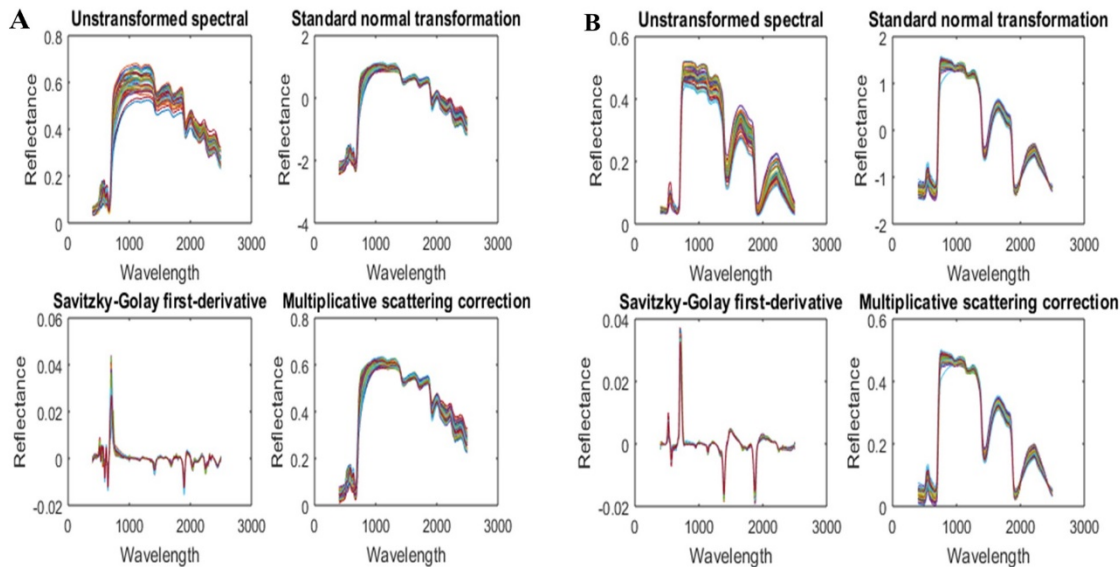 A
Unstransformed spectral
Reflectance
0.8
0.6
0.4
0.2
0
0
1000
2000
3000
Wavelength
Standard normal transformation
Reflectance
2
0
-2
-4
0
1000
2000
3000
Wavelength
Savitzky-Golay first-derivative
Reflectance
0.06
0.04
0.02
0
-0.02
0
1000
2000
3000
Wavelength
Multiplicative scattering correction
Reflectance
0.8
0.6
0.4
0.2
0
0
1000
2000
3000
Wavelength
B
Unstransformed spectral
Reflectance
0.6
0.4
0.2
0
0
1000
2000
3000
Wavelength
Standard normal transformation
Reflectance
2
1
0
-1
-2
0
1000
2000
3000
Wavelength
Savitzky-Golay first-derivative
Reflectance
0.04
0.02
0
-0.02
0
1000
2000
3000
Wavelength
Multiplicative scattering correction
Reflectance
0.6
0.4
0.2
0
0
1000
2000
3000
Wavelength